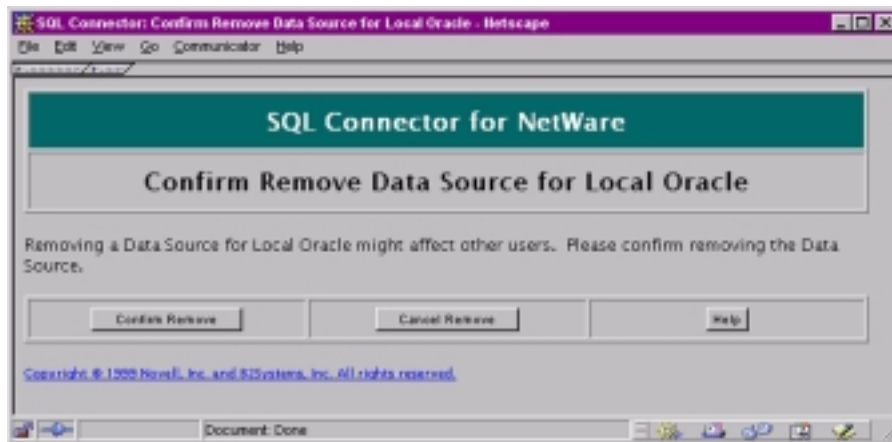 SQL Connector: Confirm Remove Data Source for Local Oracle - Netscape
File Edit View Go Communicator Help
SQL Connector for NetWare
Confirm Remove Data Source for Local Oracle
Removing a Data Source for Local Oracle might affect other users. Please confirm removing the Data
Source.
Confirm Remove Cancel Remove Help
Copyright © 1999 Novell, Inc. and B2Systems, Inc. All rights reserved.
Document: Done